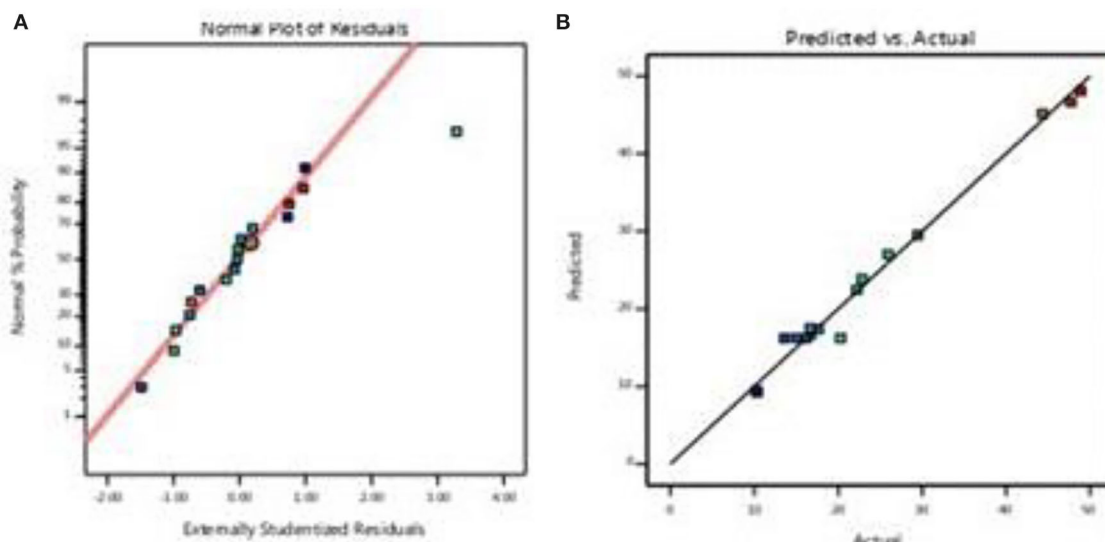 A
Normal Plot of Residuals
Normal % Probability
99
95
90
80
70
50
30
20
10
5
1
-2.00 -1.00 0.00 1.00 2.00 3.00 4.00
Externally Studentized Residuals
B
Predicted vs. Actual
Predicted
50
40
30
20
10
0
0 10 20 30 40 50
Actual